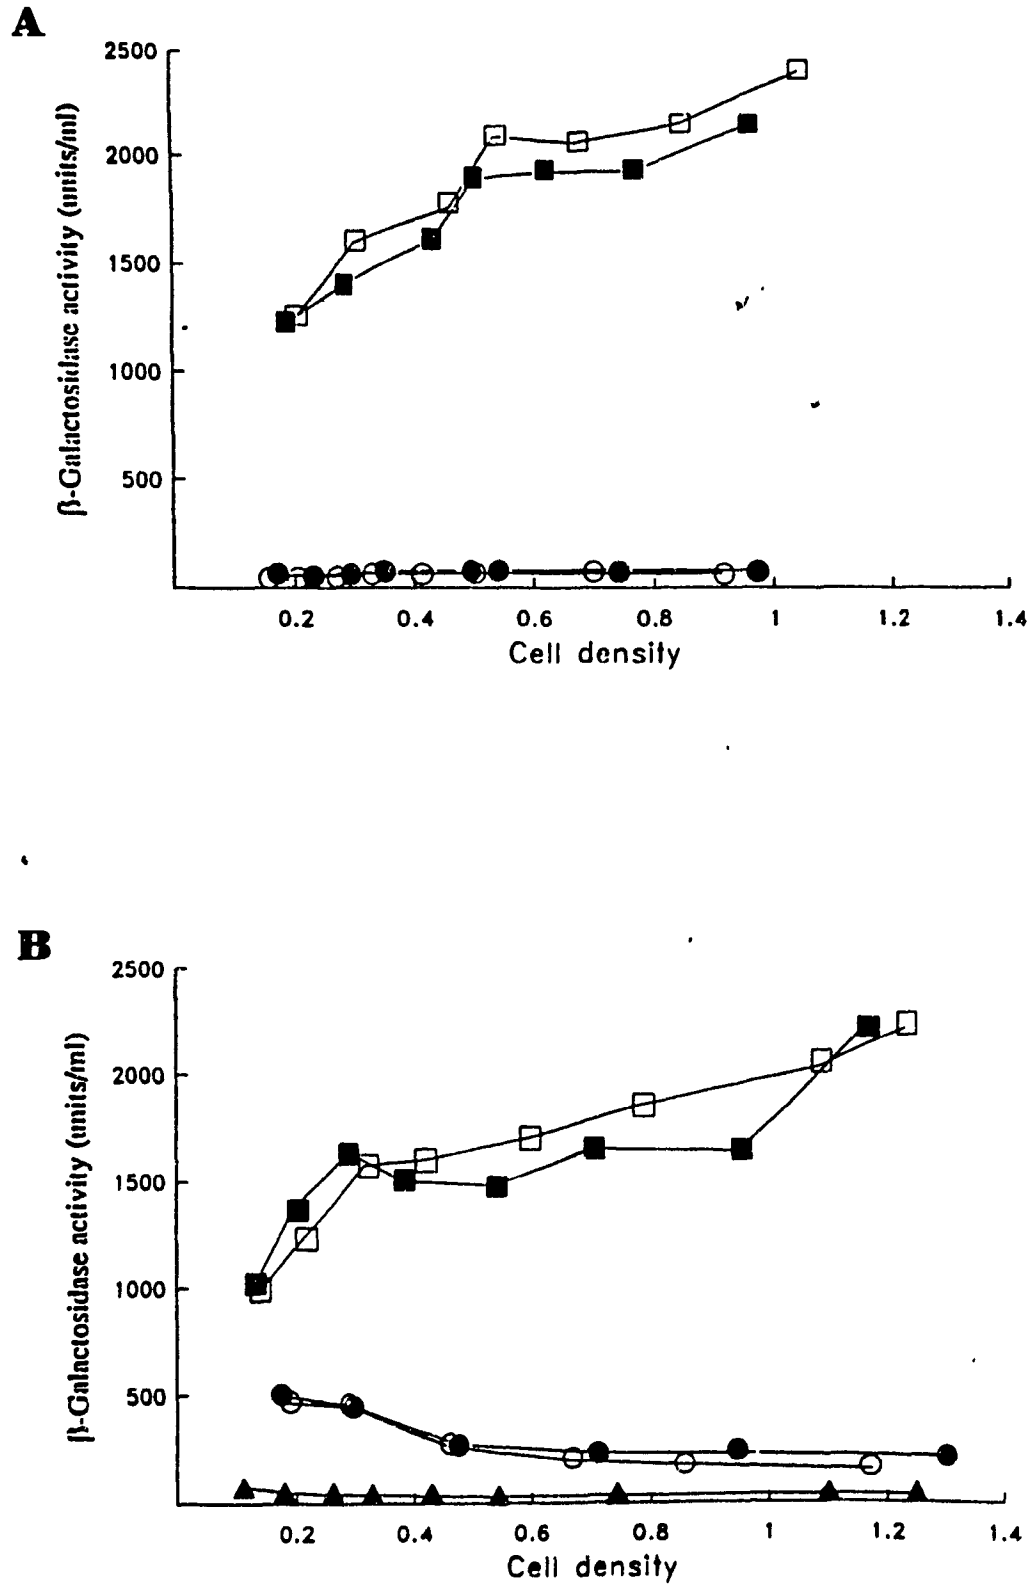 A
2500
2000
1500
1000
500
β-Galactosidase activity (units/ml)
0.2 0.4 0.6 0.8 1 1.2 1.4
Cell density
B
2500
2000
1500
1000
500
β-Galactosidase activity (units/ml)
0.2 0.4 0.6 0.8 1 1.2 1.4
Cell density